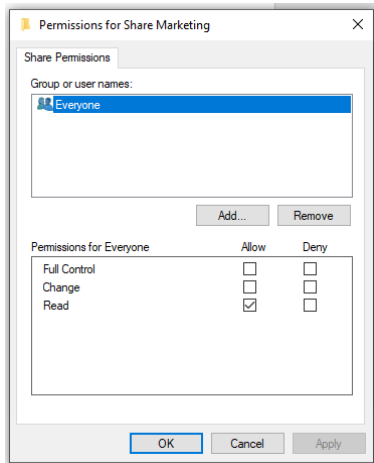 Permissions for Share Marketing
Share Permissions
Group or user names:
Everyone
Add... Remove
Permissions for Everyone Allow Deny
Full Control
Change
Read
OK Cancel Apply